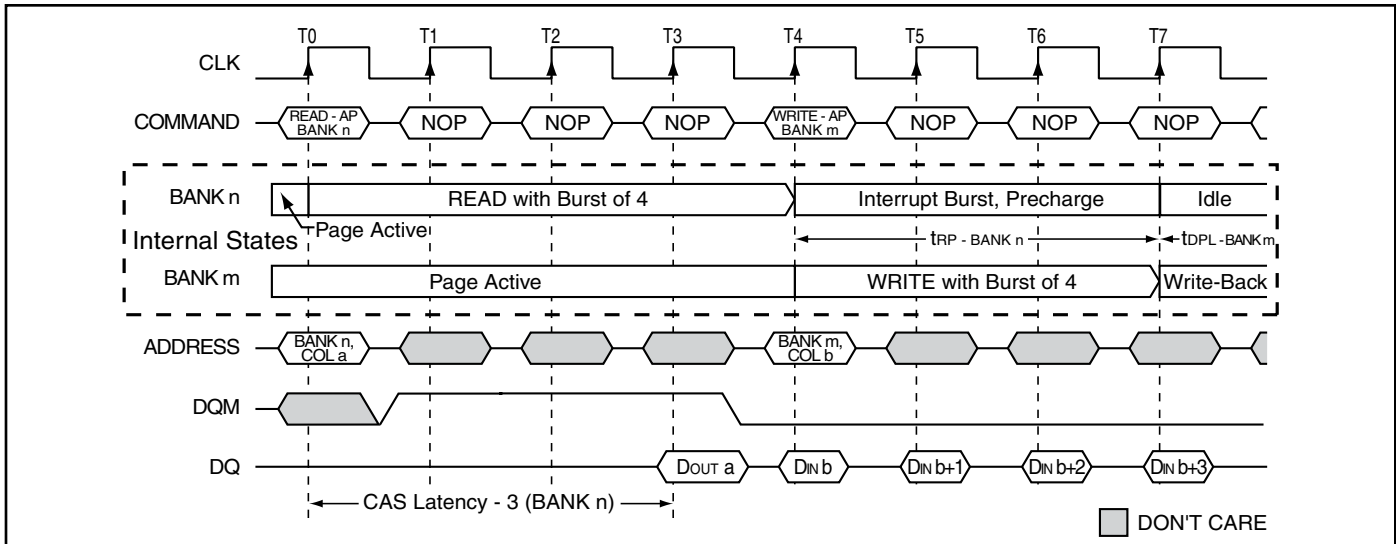 T0 T1 T2 T3 T4 T5 T6 T7
CLK
COMMAND READ - AP BANK n NOP NOP NOP WRITE - AP BANK m NOP NOP NOP
BANK n READ with Burst of 4 Interrupt Burst, Precharge Idle
Page Active
Internal States
tRP - BANK n tDPL - BANK m
BANK m Page Active WRITE with Burst of 4 Write-Back
ADDRESS BANK n, COL a BANK m, COL b
DQM
DQ DOUT a DIN b DIN b+1 DIN b+2 DIN b+3
CAS Latency - 3 (BANK n)
DON'T CARE